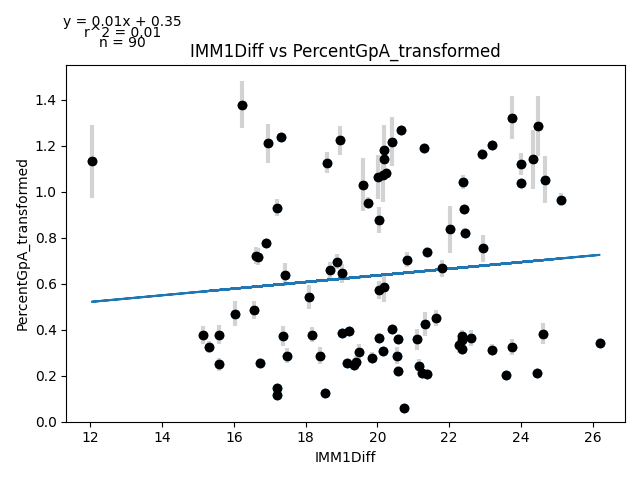 y = 0.01x + 0.35
r^2 = 0.01
n = 90
IMM1Diff vs PercentGpA_transformed
PercentGpA_transformed
1.4
1.2
1.0
0.8
0.6
0.4
0.2
0.0
12 14 16 18 20 22 24 26
IMM1Diff